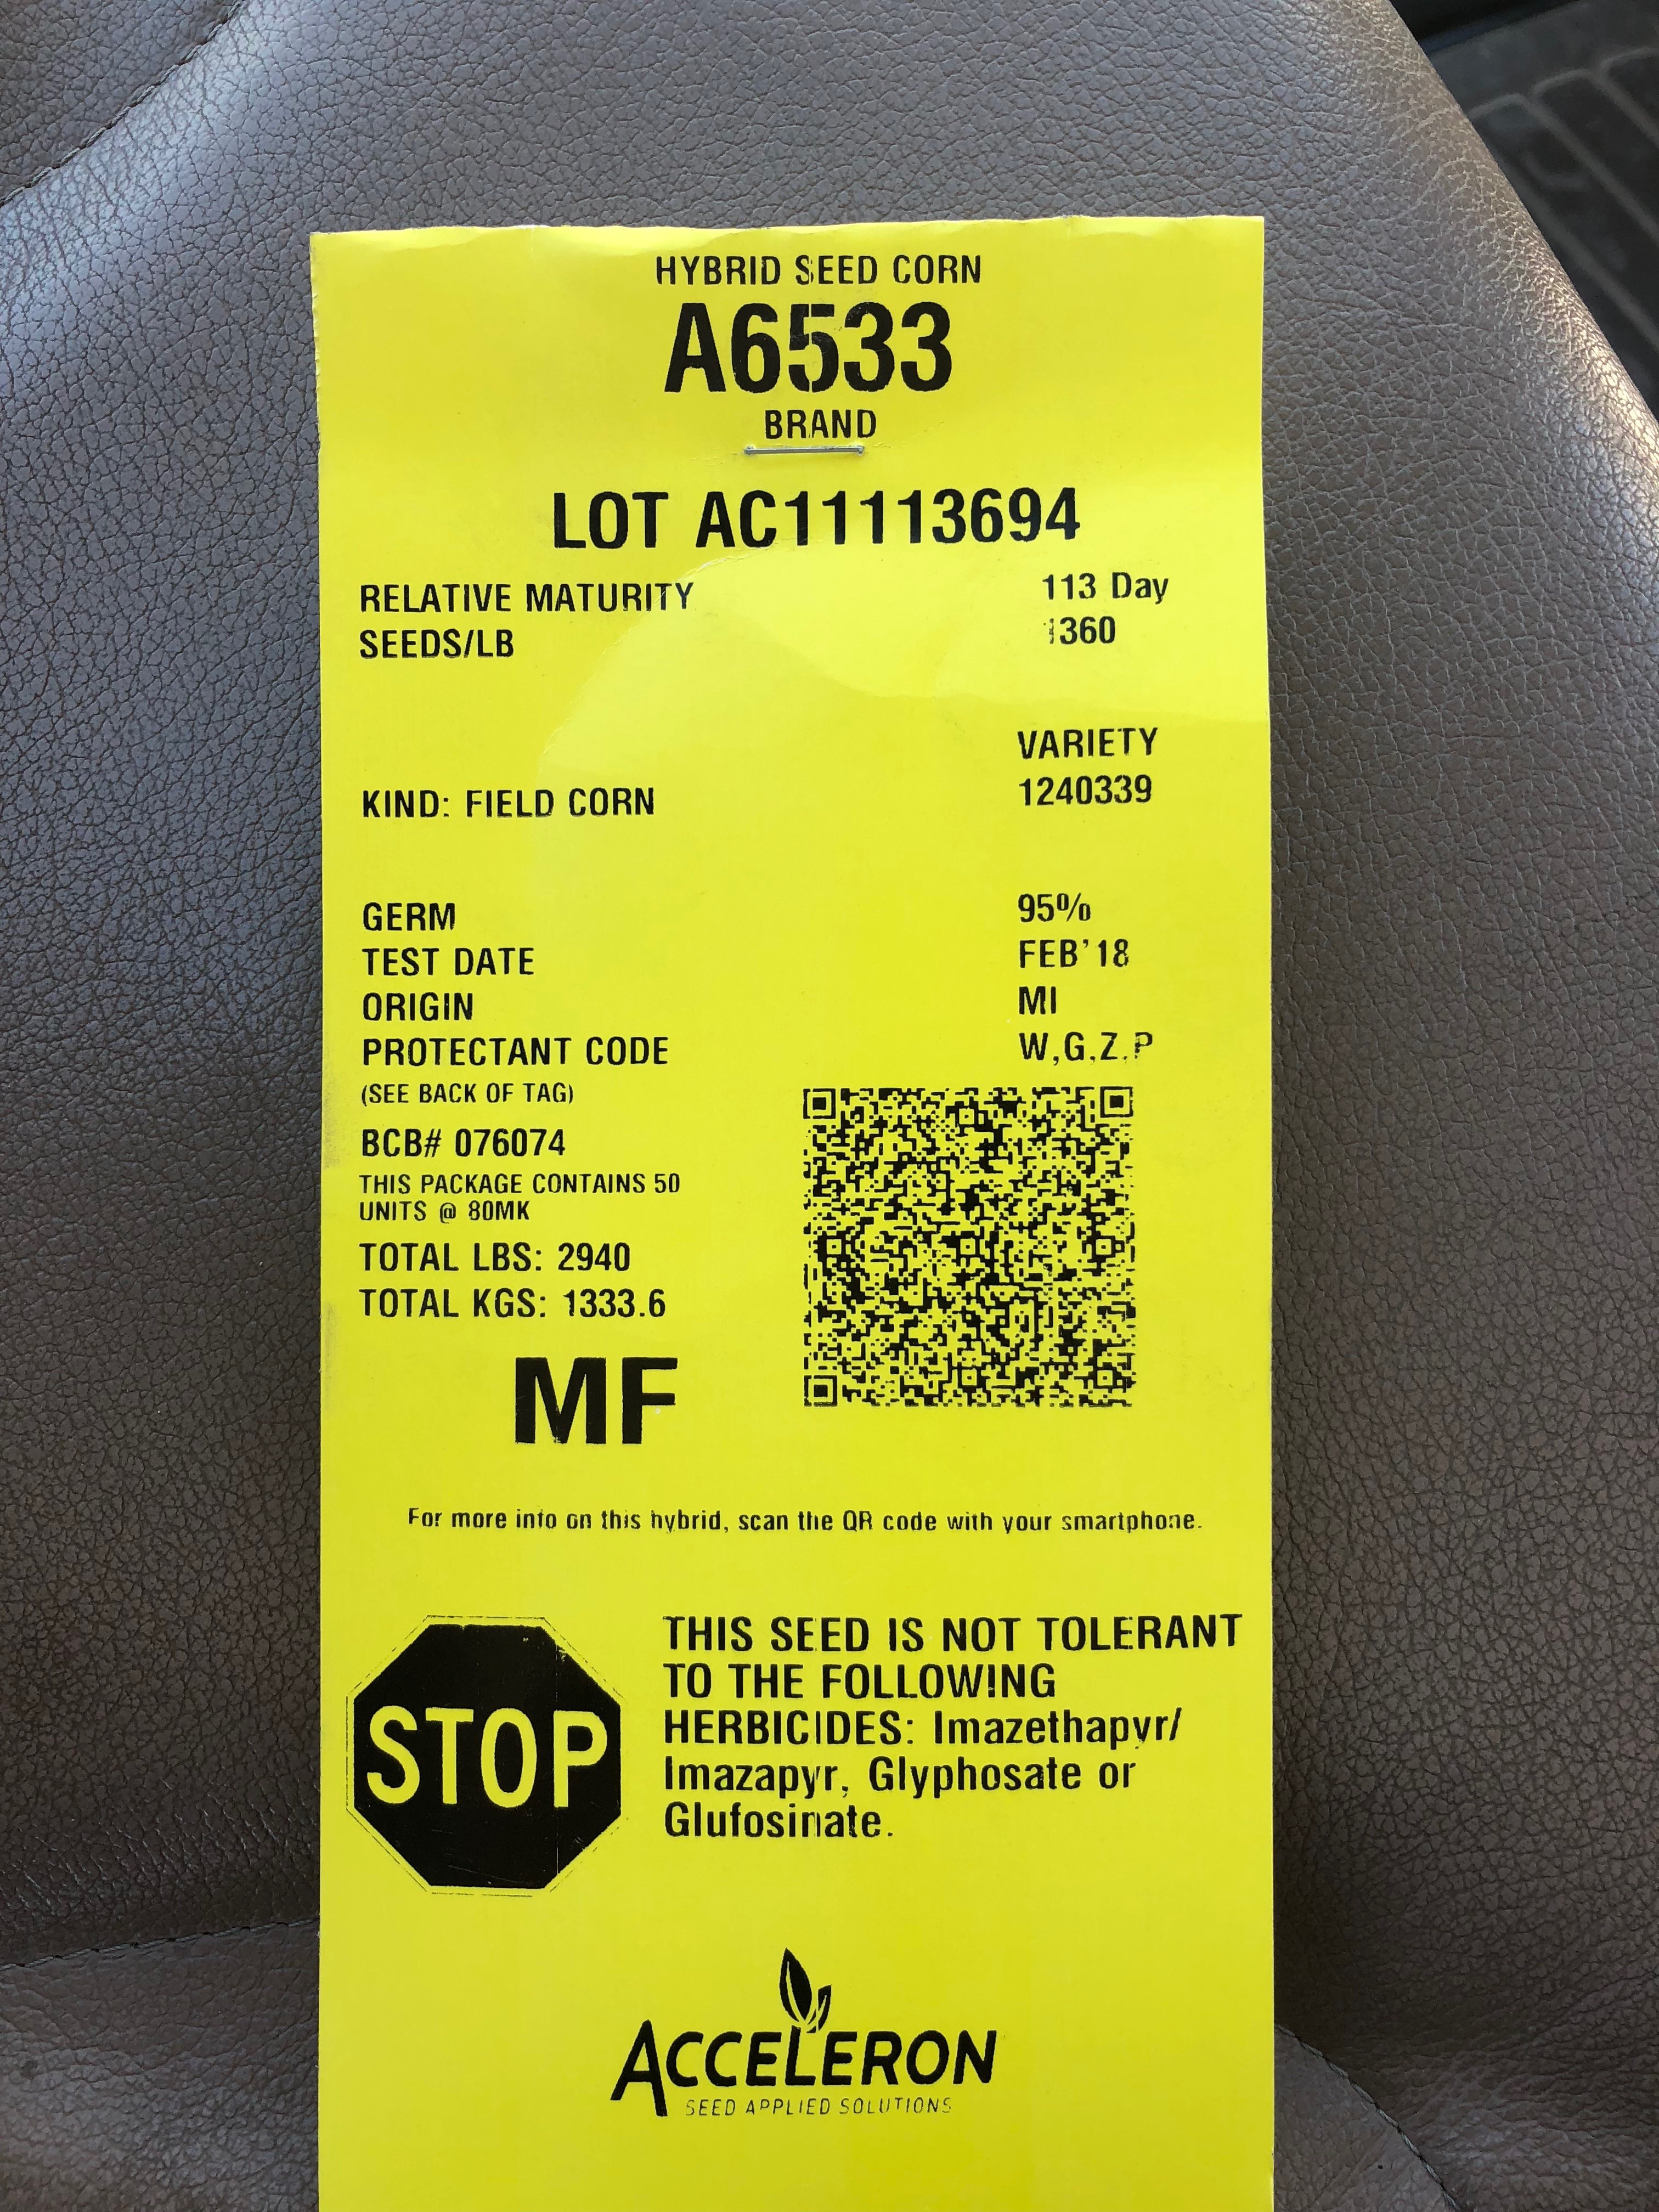 HYBRID SEED CORN
A6533
BRAND
LOT AC11113694
RELATIVE MATURITY 113 Day
SEEDS/LB 1360
VARIETY
KIND: FIELD CORN 1240339
GERM 95%
TEST DATE FEB'18
ORIGIN MI
PROTECTANT CODE W,G,Z,P
(SEE BACK OF TAG)
BCB# 076074
THIS PACKAGE CONTAINS 50
UNITS @ 80MK
TOTAL LBS: 2940
TOTAL KGS: 1333.6
MF
For more info on this hybrid, scan the QR code with your smartphone.
STOP
THIS SEED IS NOT TOLERANT
TO THE FOLLOWING
HERBICIDES: Imazethapyr/
Imazapyr, Glyphosate or
Glufosinate.
ACCELERON
SEED APPLIED SOLUTIONS